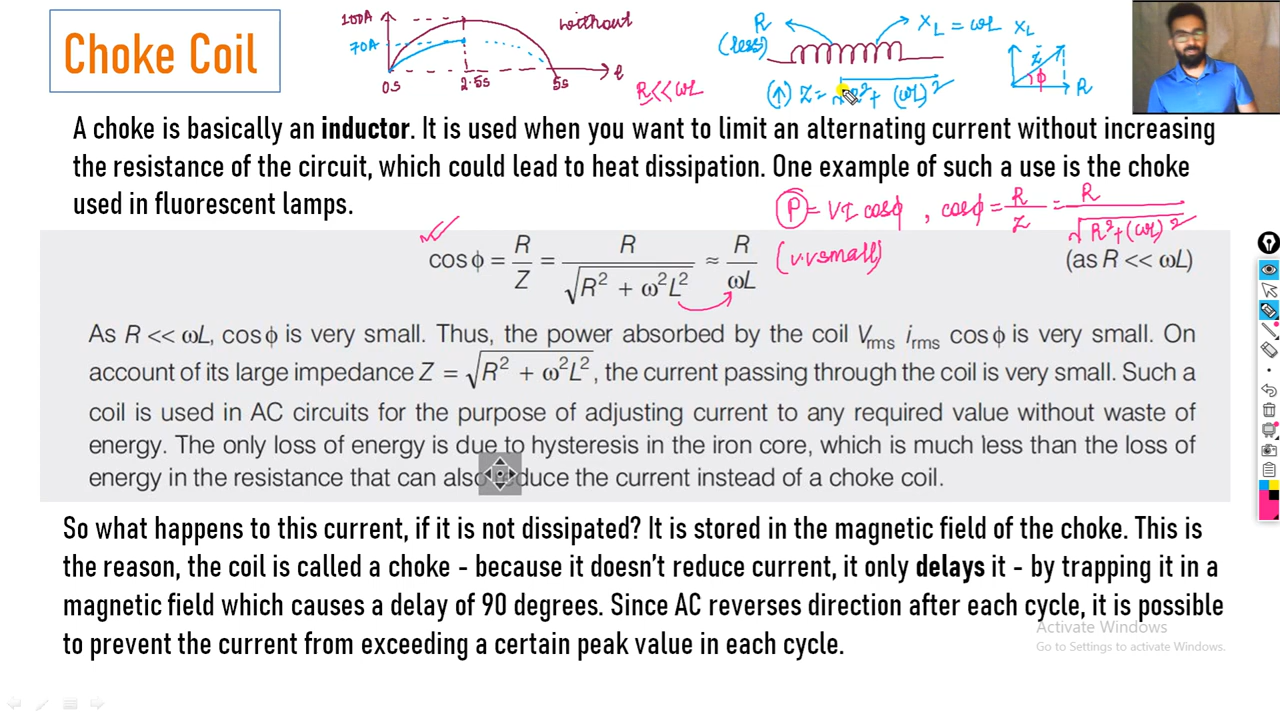 Choke Coil
100A
70A
without
0s
2.5s
5s
t
R<<ωL
R
(less)
X_L = ωL
(↑) Z = √R²+ (ωL)²
X_L
Z
φ
R
A choke is basically an inductor. It is used when you want to limit an alternating current without increasing
the resistance of the circuit, which could lead to heat dissipation. One example of such a use is the choke
used in fluorescent lamps.
P = VI cosφ , cosφ = R/Z = R/√R²+(ωL)²
(v.v small)
cos φ = R/Z = R/√R² + ω²L² ≈ R/ωL (as R << ωL)
As R << ωL, cos φ is very small. Thus, the power absorbed by the coil V_rms i_rms cos φ is very small. On
account of its large impedance Z = √R² + ω²L², the current passing through the coil is very small. Such a
coil is used in AC circuits for the purpose of adjusting current to any required value without waste of
energy. The only loss of energy is due to hysteresis in the iron core, which is much less than the loss of
energy in the resistance that can also reduce the current instead of a choke coil.
So what happens to this current, if it is not dissipated? It is stored in the magnetic field of the choke. This is
the reason, the coil is called a choke - because it doesn't reduce current, it only delays it - by trapping it in a
magnetic field which causes a delay of 90 degrees. Since AC reverses direction after each cycle, it is possible
to prevent the current from exceeding a certain peak value in each cycle.
Activate Windows
Go to Settings to activate Windows.